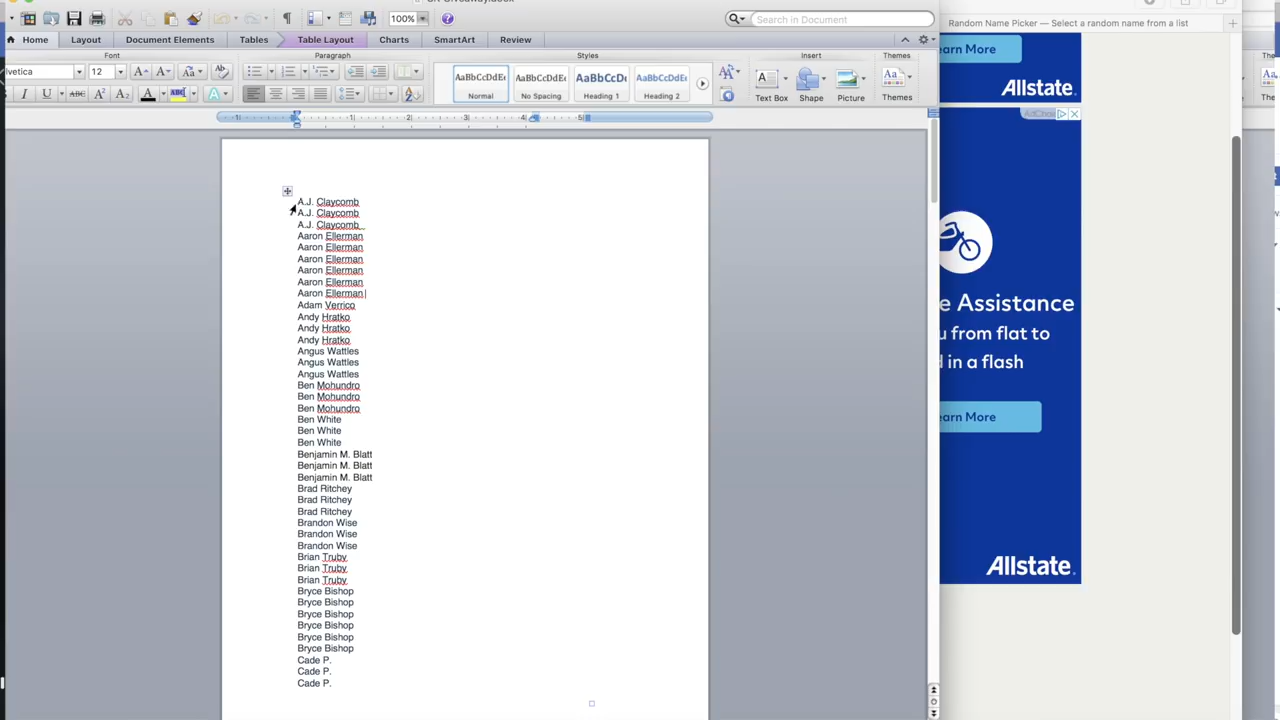 100%
Search in Document
Random Name Picker — Select a random name from a list
Home
Layout
Document Elements
Tables
Table Layout
Charts
SmartArt
Review
Font
Paragraph
Styles
Insert
Themes
elvetica
12
AaBbCcDdEe
AaBbCcDdEe
AaBbCcDc
AaBbCcDdEe
Normal
No Spacing
Heading 1
Heading 2
Text Box
Shape
Picture
Themes
A.J. Claycomb
A.J. Claycomb
A.J. Claycomb
Aaron Ellerman
Aaron Ellerman
Aaron Ellerman
Aaron Ellerman
Aaron Ellerman
Aaron Ellerman
Adam Verrico
Andy Hratko
Andy Hratko
Andy Hratko
Angus Wattles
Angus Wattles
Angus Wattles
Ben Mohundro
Ben Mohundro
Ben Mohundro
Ben White
Ben White
Ben White
Benjamin M. Blatt
Benjamin M. Blatt
Benjamin M. Blatt
Brad Ritchey
Brad Ritchey
Brad Ritchey
Brandon Wise
Brandon Wise
Brandon Wise
Brian Truby
Brian Truby
Brian Truby
Bryce Bishop
Bryce Bishop
Bryce Bishop
Bryce Bishop
Bryce Bishop
Bryce Bishop
Cade P.
Cade P.
Cade P.
earn More
Allstate
e Assistance
u from flat to
d in a flash
earn More
Allstate